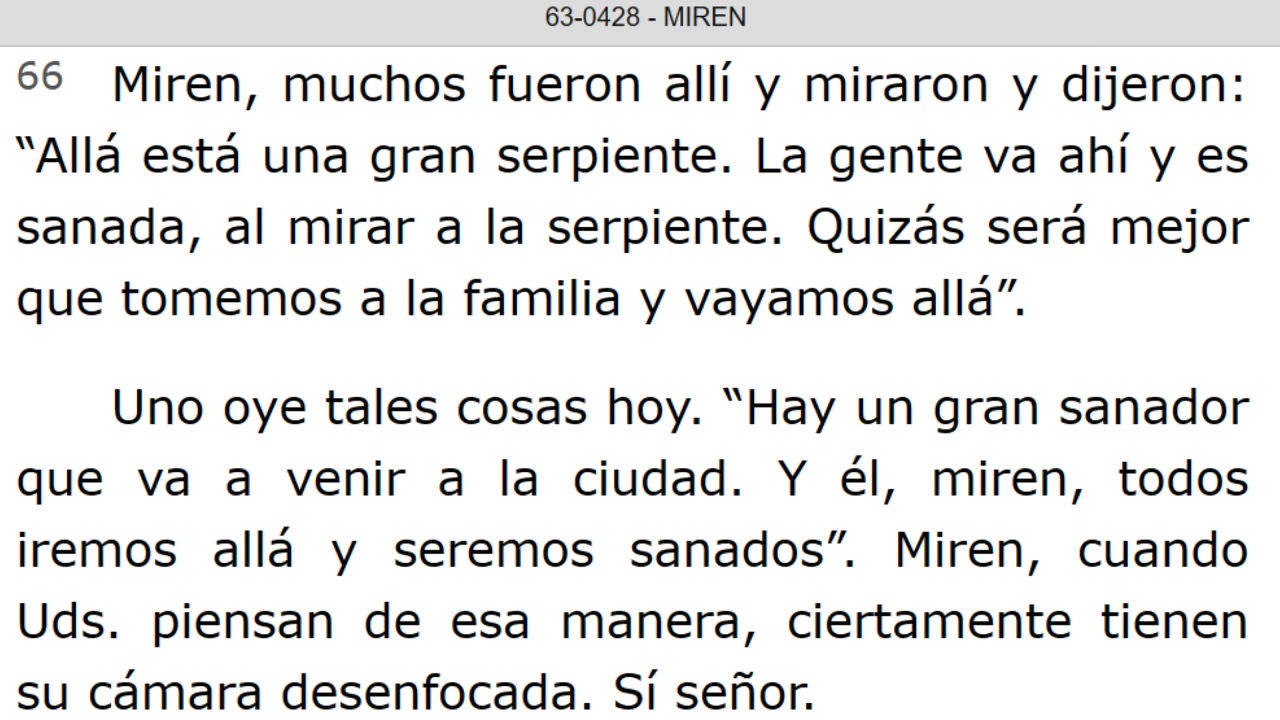 63-0428 - MIREN
66 Miren, muchos fueron allí y miraron y dijeron:
“Allá está una gran serpiente. La gente va ahí y es
sanada, al mirar a la serpiente. Quizás será mejor
que tomemos a la familia y vayamos allá”.
Uno oye tales cosas hoy. “Hay un gran sanador
que va a venir a la ciudad. Y él, miren, todos
iremos allá y seremos sanados”. Miren, cuando
Uds. piensan de esa manera, ciertamente tienen
su cámara desenfocada. Sí señor.